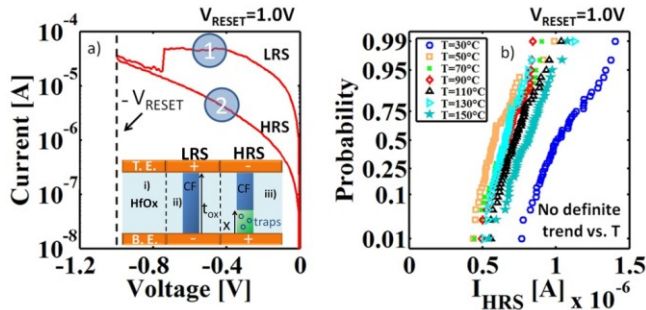 V_RESET=1.0V
a)
1
LRS
2
HRS
- V_RESET
LRS HRS
T. E. + -
i) ii) CF t_ox CF iii)
HfOx x traps
B. E. - +
10^-4
10^-5
10^-6
10^-7
10^-8
Current [A]
-1.2 -0.8 -0.4 0
Voltage [V]
V_RESET=1.0V
b)
T=30°C
T=50°C
T=70°C
T=90°C
T=110°C
T=130°C
T=150°C
0.99
0.95
0.75
0.5
0.25
0.1
0.01
Probability
No definite
trend vs. T
0 0.5 1 1.5
I_HRS [A] x 10^-6